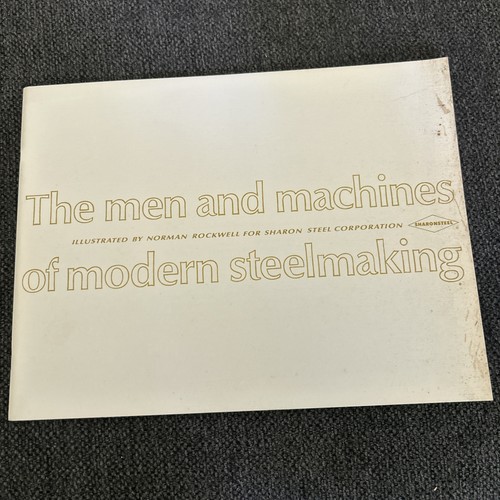 The men and machines
ILLUSTRATED BY NORMAN ROCKWELL FOR SHARON STEEL CORPORATION SHARONSTEEL
of modern steelmaking